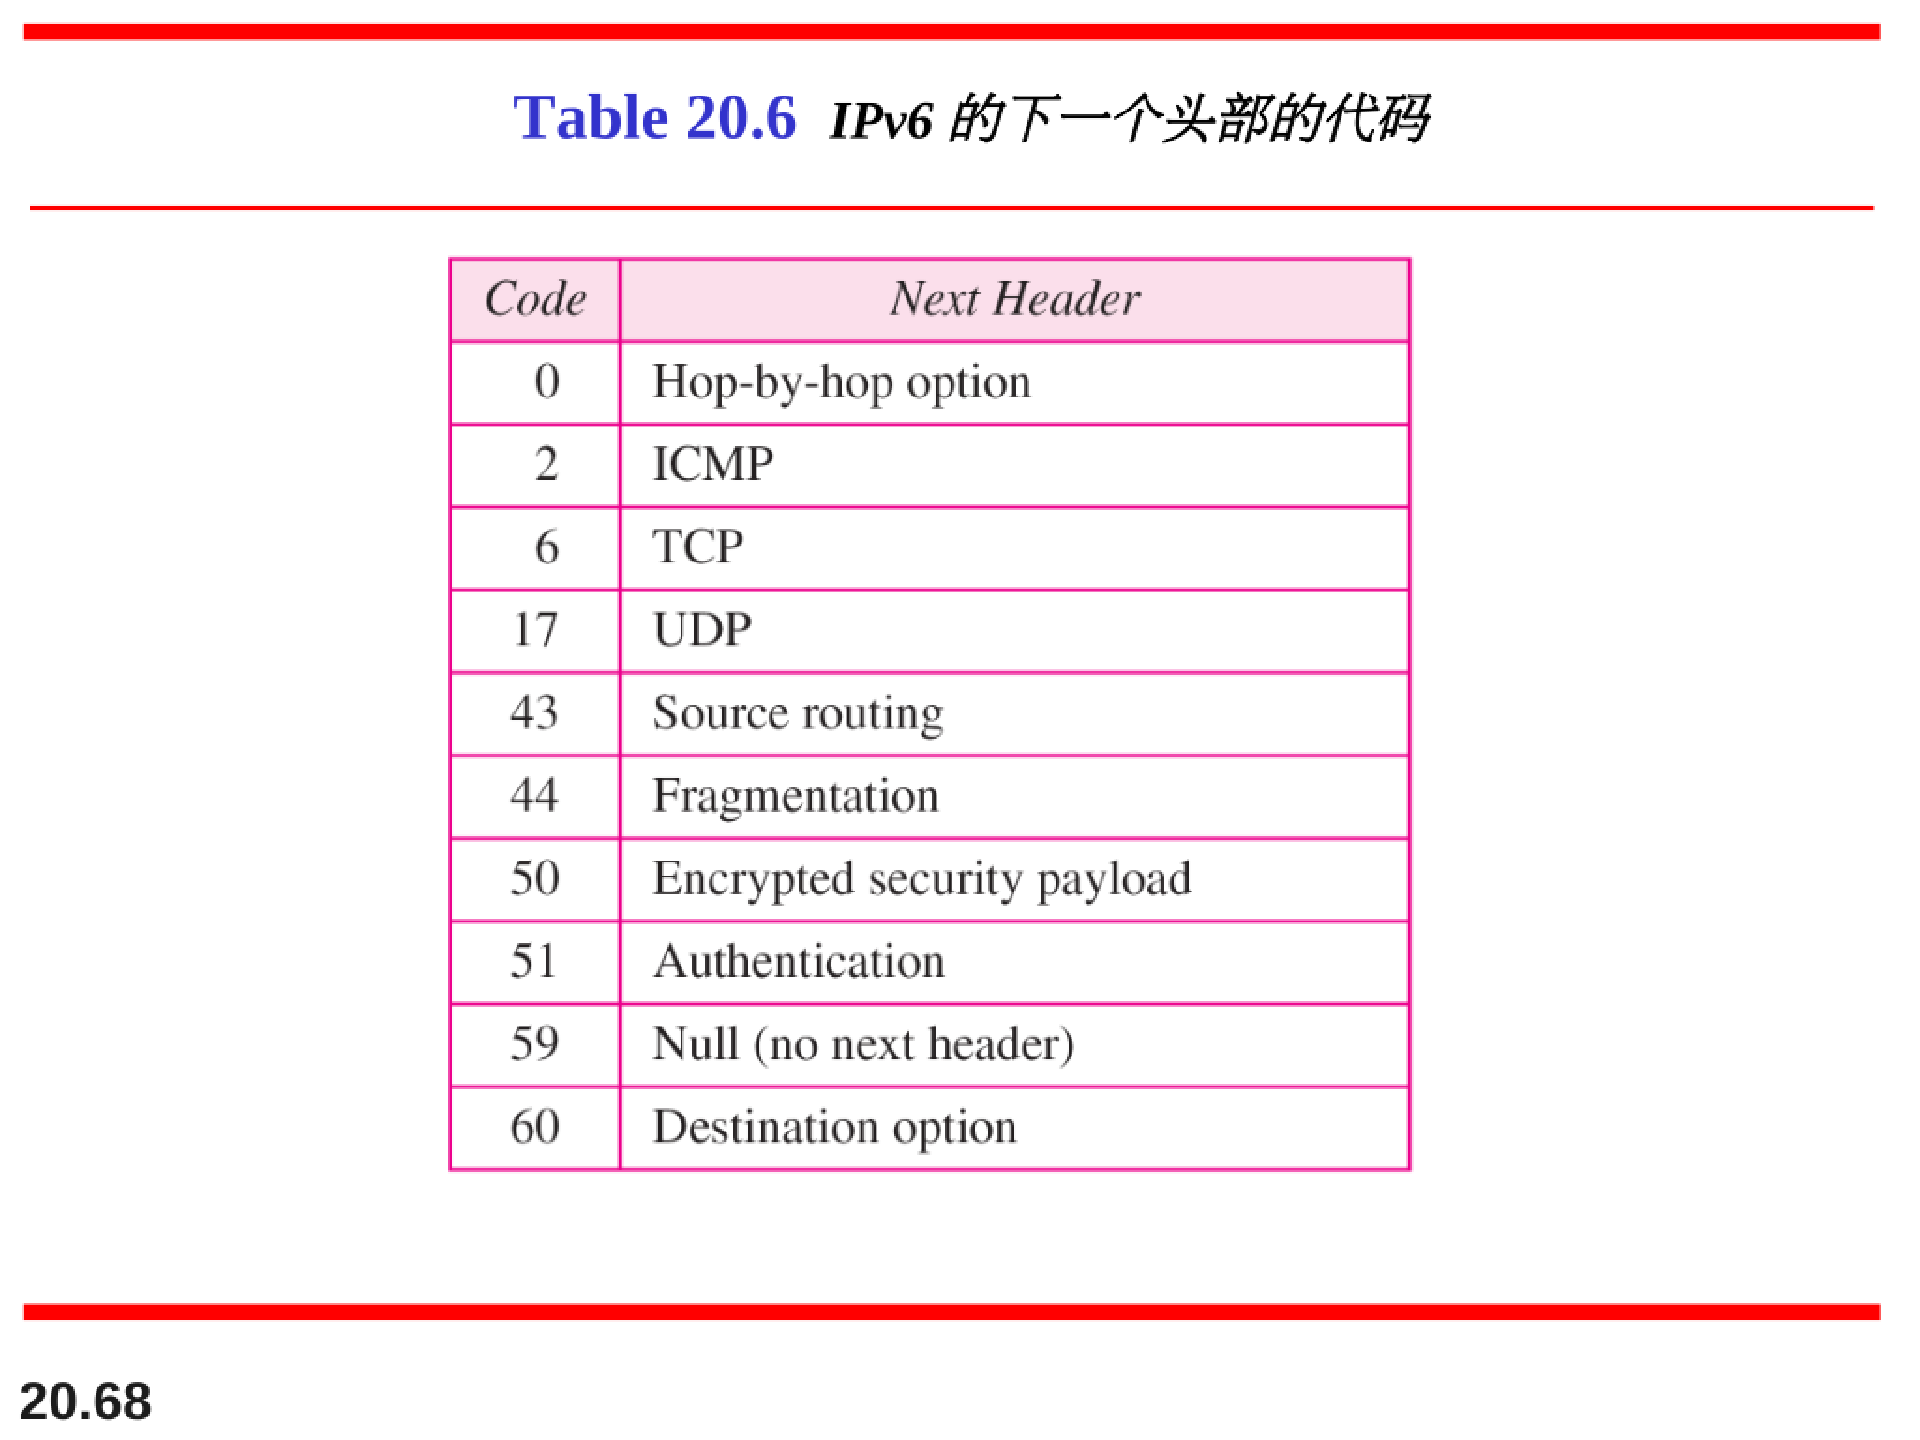 Table 20.6 IPv6 的下一个头部的代码
Code Next Header
0 Hop-by-hop option
2 ICMP
6 TCP
17 UDP
43 Source routing
44 Fragmentation
50 Encrypted security payload
51 Authentication
59 Null (no next header)
60 Destination option
20.68